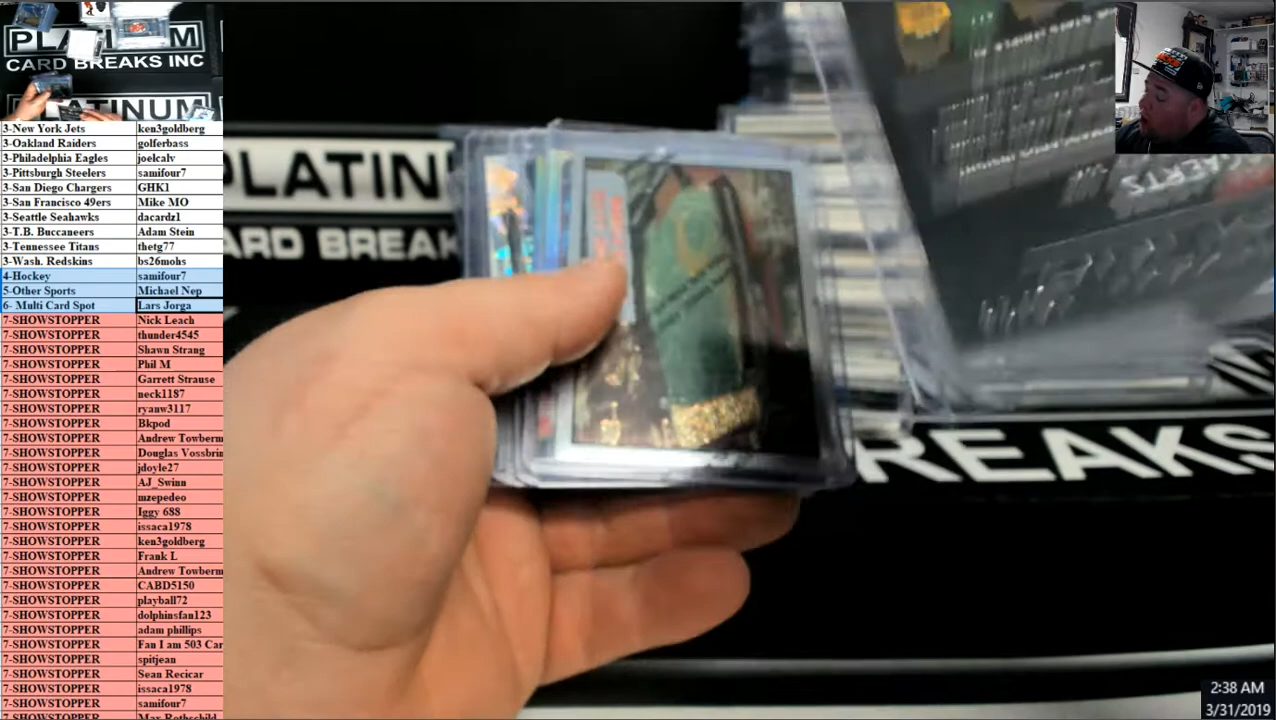 PLATINUM
CARD BREAKS INC
PLATINUM
3-New York Jets ken3goldberg
3-Oakland Raiders golferbass
3-Philadelphia Eagles joelcalv
3-Pittsburgh Steelers samifour7
3-San Diego Chargers GHK1
3-San Francisco 49ers Mike MO
3-Seattle Seahawks dacardz1
3-T.B. Buccaneers Adam Stein
3-Tennessee Titans thetg77
3-Wash. Redskins bs26mohs
4-Hockey samifour7
5-Other Sports Michael Nep
6- Multi Card Spot Lars Jorga
7-SHOWSTOPPER Nick Leach
7-SHOWSTOPPER thunder4545
7-SHOWSTOPPER Shawn Strang
7-SHOWSTOPPER Phil M
7-SHOWSTOPPER Garrett Strause
7-SHOWSTOPPER neck1187
7-SHOWSTOPPER ryanw3117
7-SHOWSTOPPER Bkpod
7-SHOWSTOPPER Andrew Towberm
7-SHOWSTOPPER Douglas Vossbrin
7-SHOWSTOPPER jdoyle27
7-SHOWSTOPPER AJ_Swinn
7-SHOWSTOPPER mzepedeo
7-SHOWSTOPPER Iggy 688
7-SHOWSTOPPER issaca1978
7-SHOWSTOPPER ken3goldberg
7-SHOWSTOPPER Frank L
7-SHOWSTOPPER Andrew Towberm
7-SHOWSTOPPER CABD5150
7-SHOWSTOPPER playball72
7-SHOWSTOPPER dolphinsfan123
7-SHOWSTOPPER adam phillips
7-SHOWSTOPPER Fan I am 503 Car
7-SHOWSTOPPER spitjean
7-SHOWSTOPPER Sean Recicar
7-SHOWSTOPPER issaca1978
7-SHOWSTOPPER samifour7
7-SHOWSTOPPER Max Rothschild
PLATIN
ARD BREAK
REAKS
2:38 AM
3/31/2019